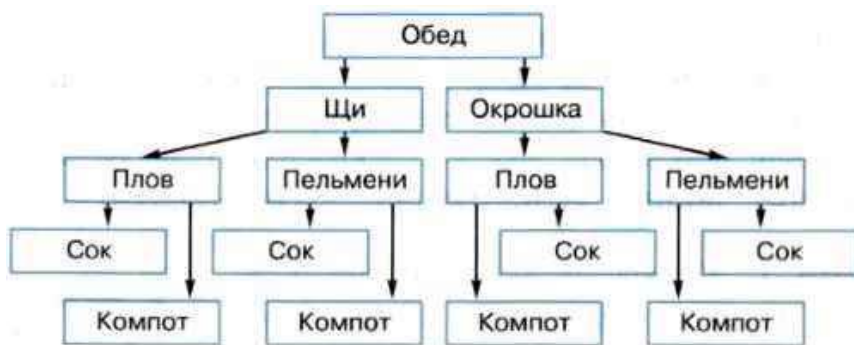 Обед
Щи Окрошка
Плов Пельмени Плов Пельмени
Сок Сок Сок Сок
Компот Компот Компот Компот